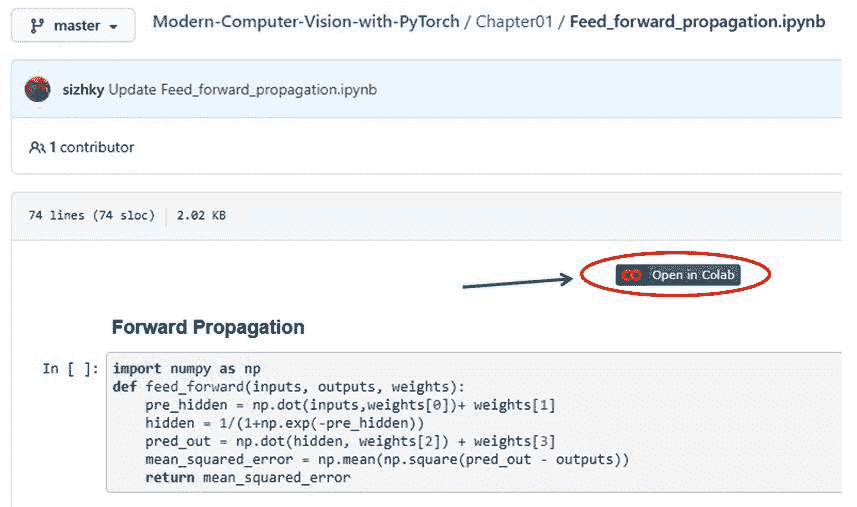 master
Modern-Computer-Vision-with-PyTorch / Chapter01 / Feed_forward_propagation.ipynb
sizhky Update Feed_forward_propagation.ipynb
1 contributor
74 lines (74 sloc) 2.02 KB
Open in Colab
Forward Propagation
In [ ]: import numpy as np
def feed_forward(inputs, outputs, weights):
    pre_hidden = np.dot(inputs,weights[0])+ weights[1]
    hidden = 1/(1+np.exp(-pre_hidden))
    pred_out = np.dot(hidden, weights[2]) + weights[3]
    mean_squared_error = np.mean(np.square(pred_out - outputs))
    return mean_squared_error